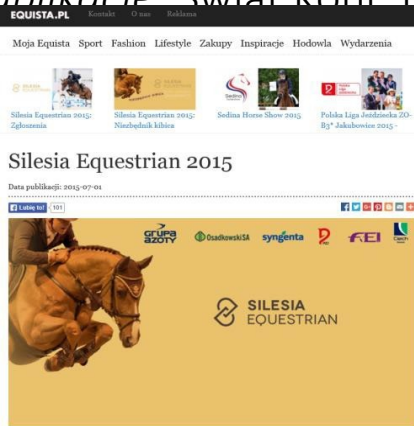 EQUISTA.PL Kontakt O nas Reklama
Moja Equista Sport Fashion Lifestyle Zakupy Inspiracje Hodowla Wydarzenia
Silesia Equestrian 2015: Zgłoszenia
Silesia Equestrian 2015: Niezbędnik kibica
Sedina Horse Show 2015
Polska Liga Jeździecka ZO-B3* Jakubowice 2015 -
Silesia Equestrian 2015
Data publikacji: 2015-07-01
Lubię to! 101
GRUPA AZOTY
OsadkowskiSA
syngenta
FEI
Ciech
SILESIA
EQUESTRIAN